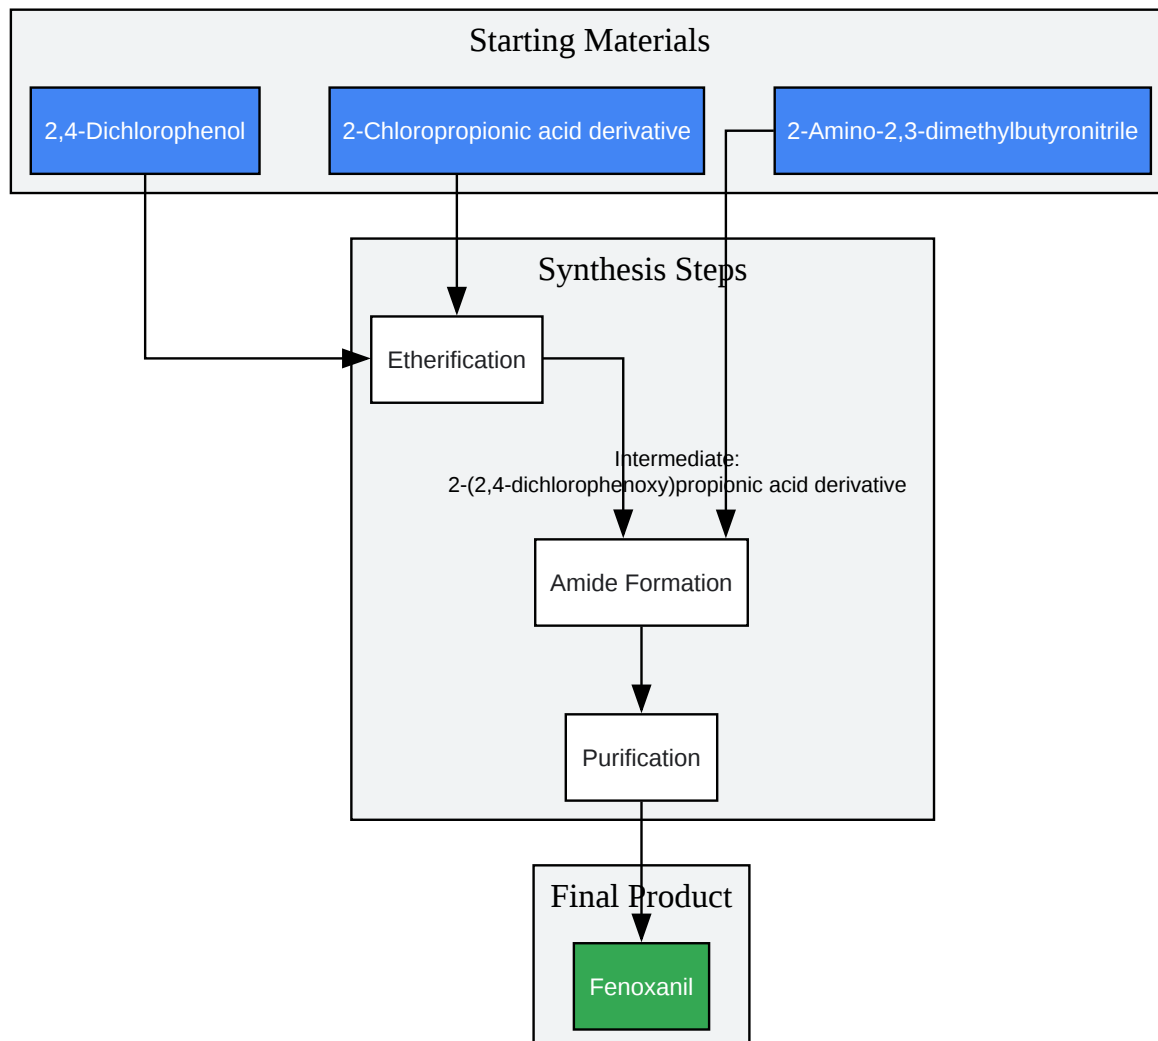 Starting Materials
2,4-Dichlorophenol
2-Chloropropionic acid derivative
2-Amino-2,3-dimethylbutyronitrile
Synthesis Steps
Etherification
Intermediate:
2-(2,4-dichlorophenoxy)propionic acid derivative
Amide Formation
Purification
Final Product
Fenoxanil